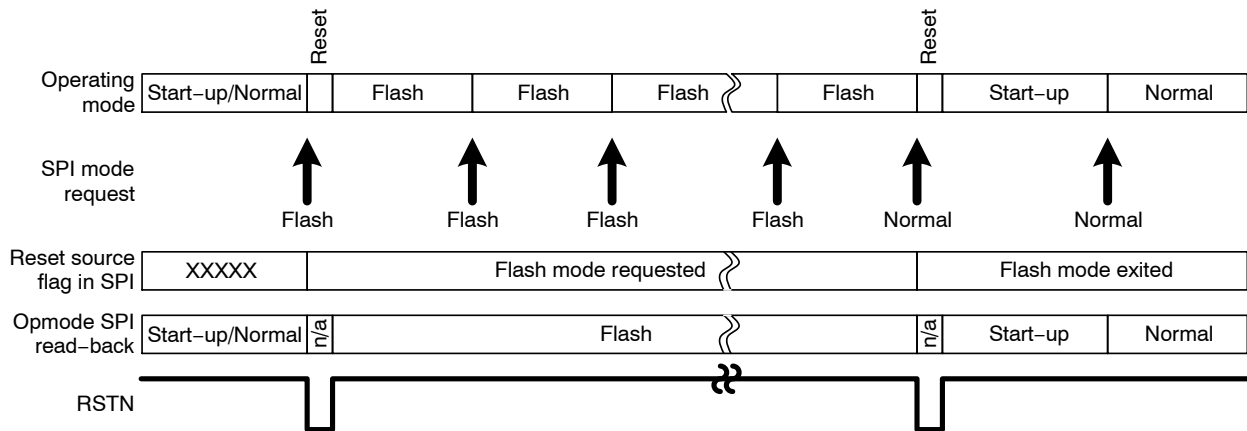 Reset
Reset
Operating
mode
Start−up/Normal
Flash
Flash
Flash
Flash
Start−up
Normal
SPI mode
request
Flash
Flash
Flash
Flash
Normal
Normal
Reset source
flag in SPI
XXXXX
Flash mode requested
Flash mode exited
Opmode SPI
read−back
Start−up/Normal
n/a
Flash
n/a
Start−up
Normal
RSTN